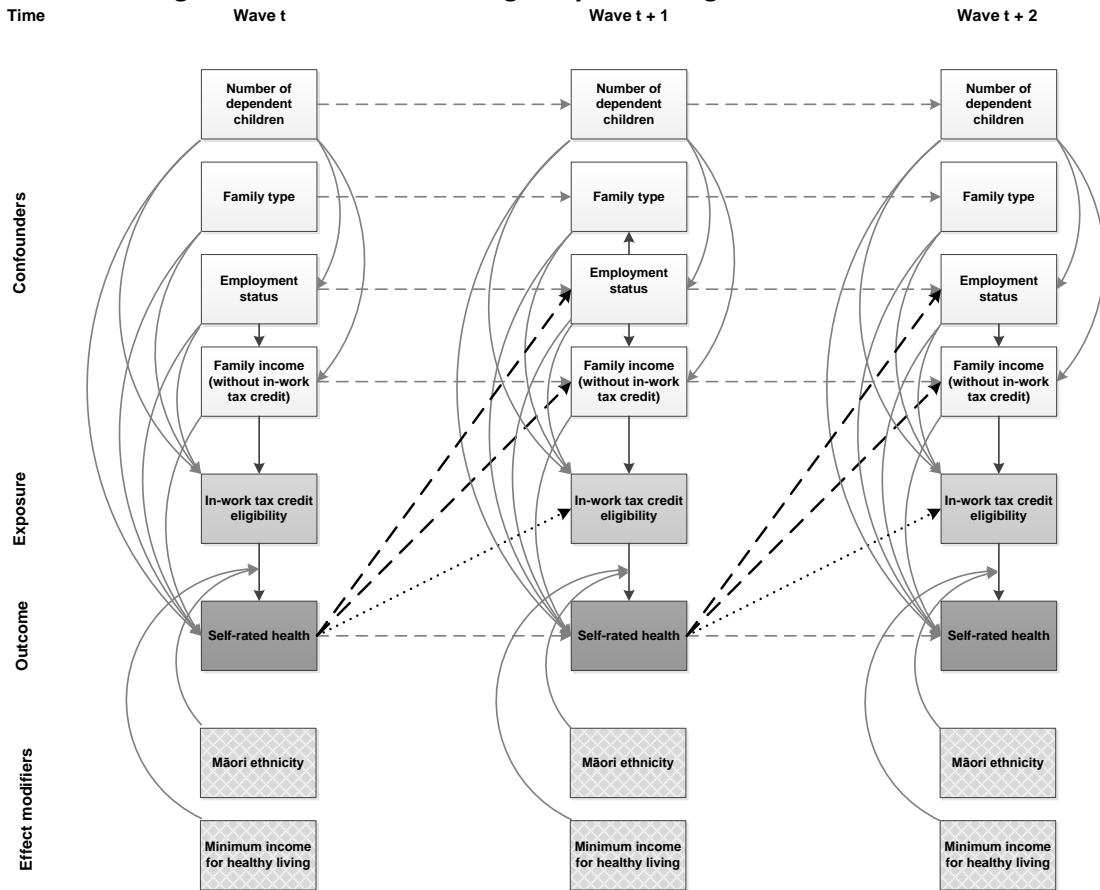 Time
Wave t
Wave t + 1
Wave t + 2
Confounders
Number of
dependent
children
Number of
dependent
children
Number of
dependent
children
Family type
Family type
Family type
Employment
status
Employment
status
Employment
status
Family income
(without in-work
tax credit)
Family income
(without in-work
tax credit)
Family income
(without in-work
tax credit)
Exposure
In-work tax credit
eligibility
In-work tax credit
eligibility
In-work tax credit
eligibility
Outcome
Self-rated health
Self-rated health
Self-rated health
Effect modifiers
Māori ethnicity
Māori ethnicity
Māori ethnicity
Minimum income
for healthy living
Minimum income
for healthy living
Minimum income
for healthy living